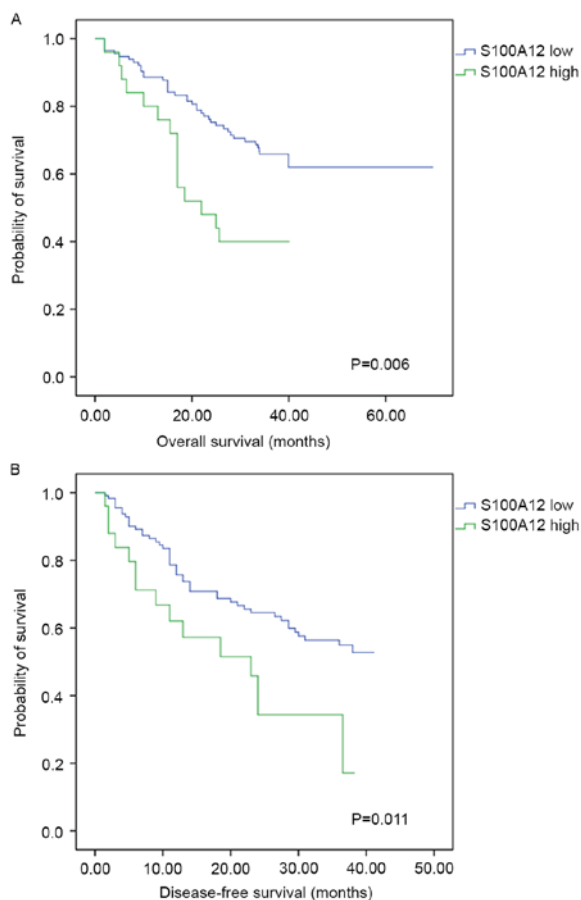 A
S100A12 low
S100A12 high
Probability of survival
1.0
0.8
0.6
0.4
0.2
0.0
P=0.006
0.00 20.00 40.00 60.00
Overall survival (months)
B
S100A12 low
S100A12 high
Probability of survival
1.0
0.8
0.6
0.4
0.2
0.0
P=0.011
0.00 10.00 20.00 30.00 40.00 50.00
Disease-free survival (months)